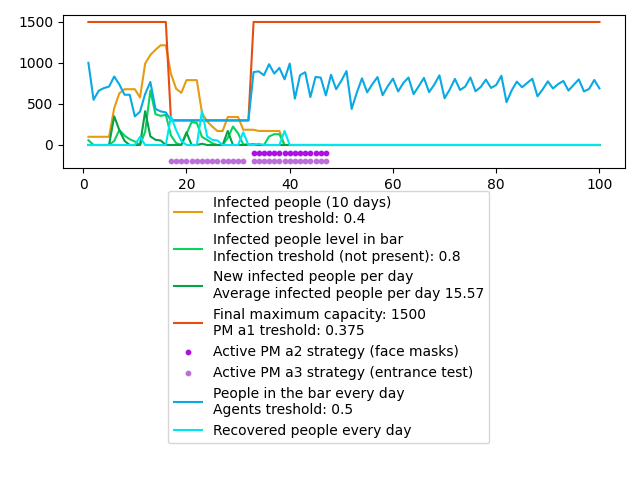 1500
1000
500
0
0 20 40 60 80 100
Infected people (10 days)
Infection treshold: 0.4
Infected people level in bar
Infection treshold (not present): 0.8
New infected people per day
Average infected people per day 15.57
Final maximum capacity: 1500
PM a1 treshold: 0.375
Active PM a2 strategy (face masks)
Active PM a3 strategy (entrance test)
People in the bar every day
Agents treshold: 0.5
Recovered people every day